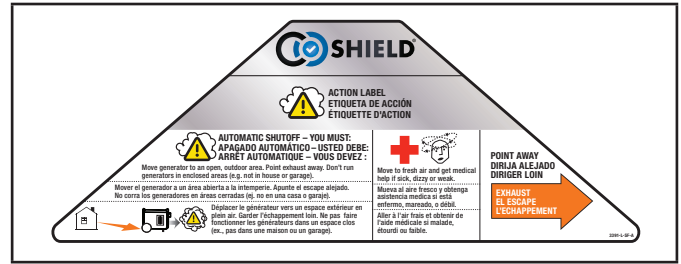 CO SHIELD®
ACTION LABEL
ETIQUETA DE ACCIÓN
ÉTIQUETTE D'ACTION
AUTOMATIC SHUTOFF – YOU MUST:
APAGADO AUTOMÁTICO – USTED DEBE:
ARRÊT AUTOMATIQUE – VOUS DEVEZ :
Move generator to an open, outdoor area. Point exhaust away. Don't run
generators in enclosed areas (e.g. not in house or garage).
Mover el generador a un área abierta a la intemperie. Apunte el escape alejado.
No corra los generadores en áreas cerradas (ej, no en una casa o garaje).
Déplacer le générateur vers un espace extérieur en
plein air. Garder l'échappement loin. Ne pas faire
fonctionner les générateurs dans un espace clos
(ex., pas dans une maison ou un garage).
Move to fresh air and get medical
help if sick, dizzy or weak.
Mueva al aire fresco y obtenga
asistencia medica si está
enfermo, mareado, o débil.
Aller à l'air frais et obtenir de
l'aide medicale si malade,
étourdi ou faible.
POINT AWAY
DIRIJA ALEJADO
DIRIGER LOIN
EXHAUST
EL ESCAPE
L'ECHAPPEMENT
3291-L-SF-A